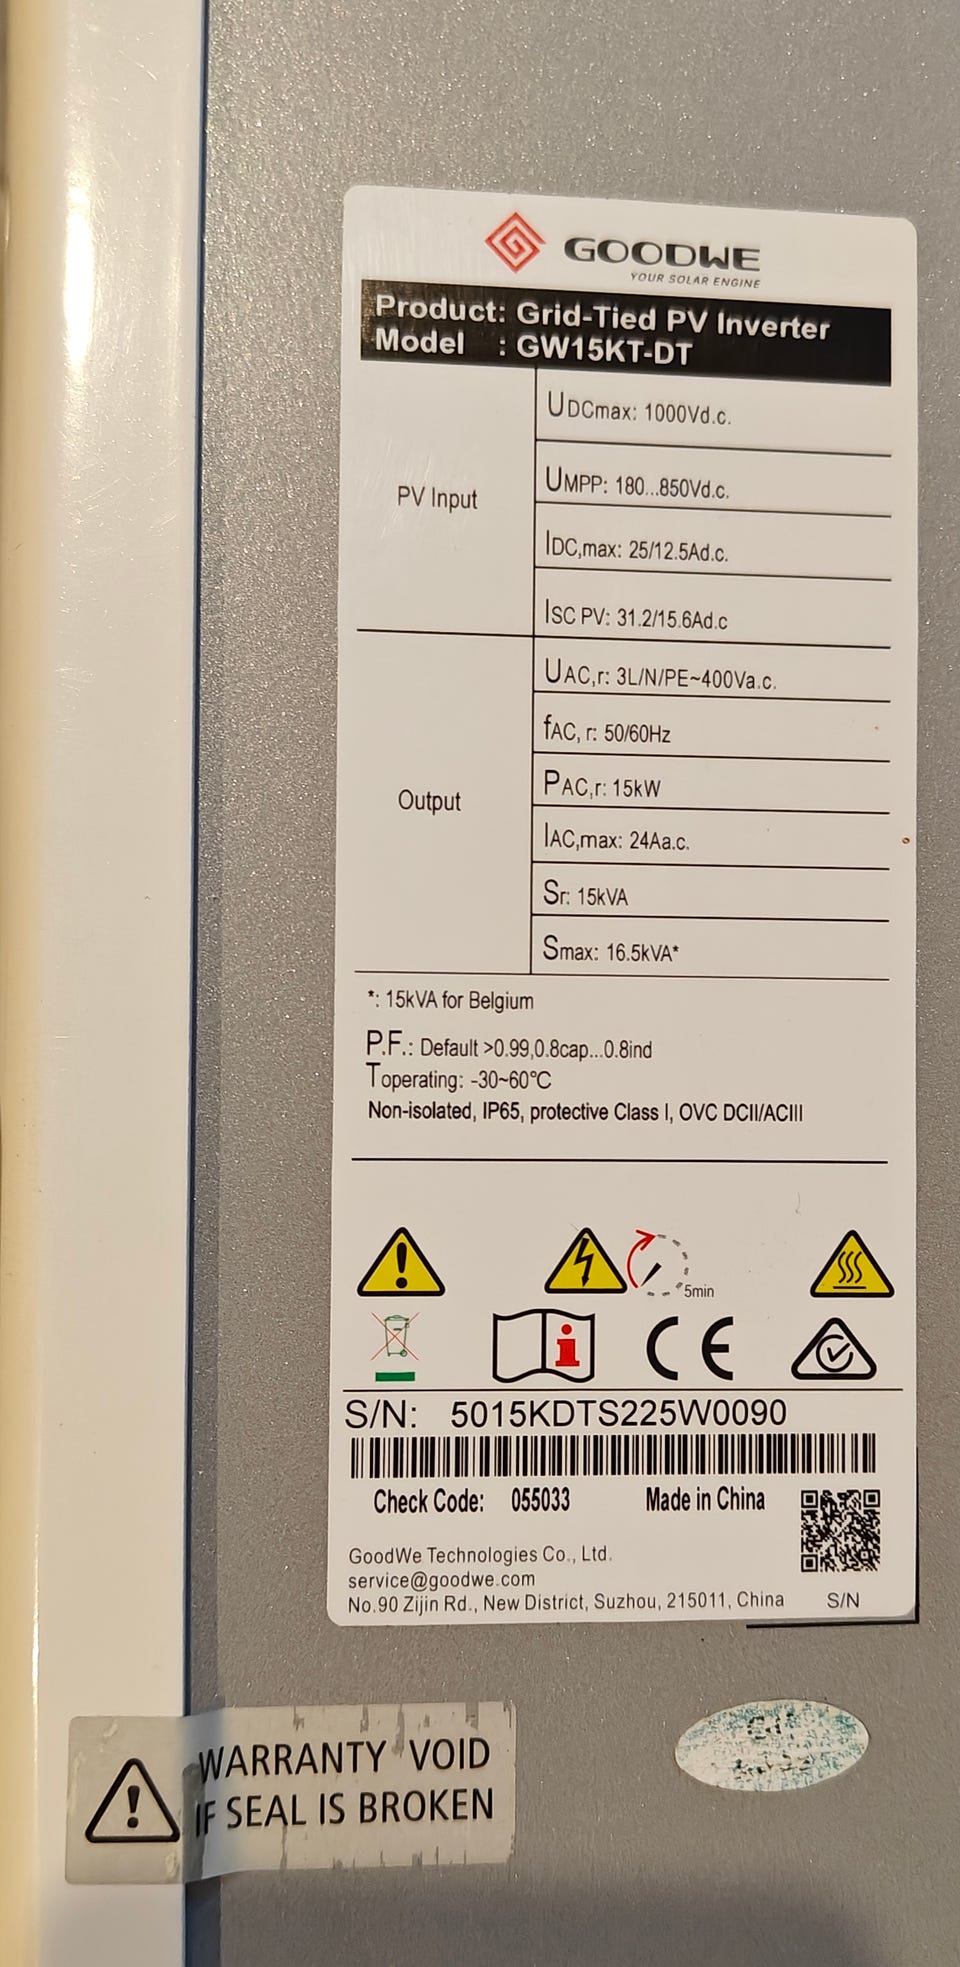 GOODWE
YOUR SOLAR ENGINE
Product: Grid-Tied PV Inverter
Model : GW15KT-DT
PV Input
UDCmax: 1000Vd.c.
UMPP: 180...850Vd.c.
IDC,max: 25/12.5Ad.c.
ISC PV: 31.2/15.6Ad.c
Output
UAC,r: 3L/N/PE~400Va.c.
fAC, r: 50/60Hz
PAC,r: 15kW
IAC,max: 24Aa.c.
Sr: 15kVA
Smax: 16.5kVA*
*: 15kVA for Belgium
P.F.: Default >0.99,0.8cap...0.8ind
Toperating: -30~60°C
Non-isolated, IP65, protective Class I, OVC DCII/ACIII
5min
CE
S/N: 5015KDTS225W0090
Check Code: 055033 Made in China
GoodWe Technologies Co., Ltd.
service@goodwe.com
No.90 Zijin Rd., New District, Suzhou, 215011, China S/N
WARRANTY VOID
IF SEAL IS BROKEN